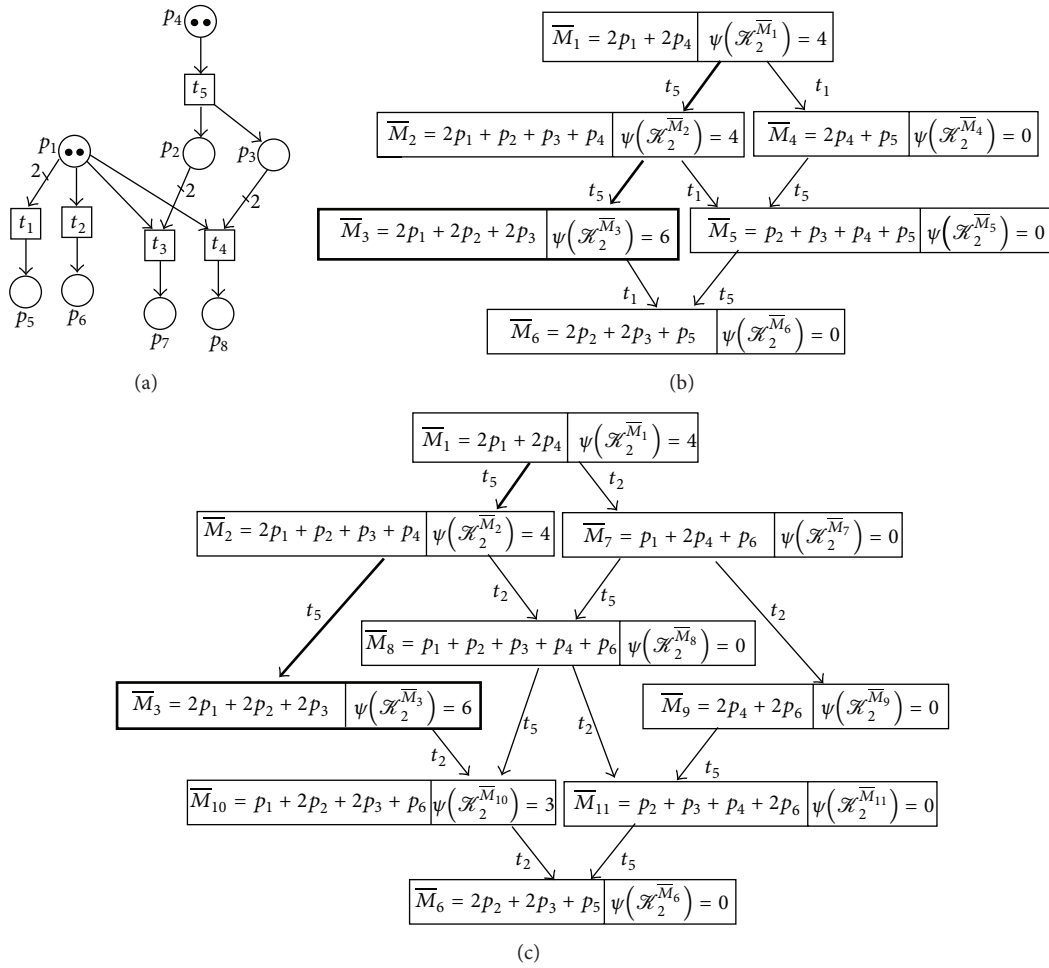 p₄
t₅
p₁ p₂ p₃
2 2 2
t₁ t₂ t₃ t₄
p₅ p₆ p₇ p₈
(a)
M̅₁ = 2p₁ + 2p₄ ψ(𝒦₂^M̅₁) = 4
t₅ t₁
M̅₂ = 2p₁ + p₂ + p₃ + p₄ ψ(𝒦₂^M̅₂) = 4 M̅₄ = 2p₄ + p₅ ψ(𝒦₂^M̅₄) = 0
t₅ t₁ t₅
M̅₃ = 2p₁ + 2p₂ + 2p₃ ψ(𝒦₂^M̅₃) = 6 M̅₅ = p₂ + p₃ + p₄ + p₅ ψ(𝒦₂^M̅₅) = 0
t₁ t₅
M̅₆ = 2p₂ + 2p₃ + p₅ ψ(𝒦₂^M̅₆) = 0
(b)
M̅₁ = 2p₁ + 2p₄ ψ(𝒦₂^M̅₁) = 4
t₅ t₂
M̅₂ = 2p₁ + p₂ + p₃ + p₄ ψ(𝒦₂^M̅₂) = 4 M̅₇ = p₁ + 2p₄ + p₆ ψ(𝒦₂^M̅₇) = 0
t₅ t₂ t₅ t₂
M̅₈ = p₁ + p₂ + p₃ + p₄ + p₆ ψ(𝒦₂^M̅₈) = 0
M̅₃ = 2p₁ + 2p₂ + 2p₃ ψ(𝒦₂^M̅₃) = 6 M̅₉ = 2p₄ + 2p₆ ψ(𝒦₂^M̅₉) = 0
t₂ t₅ t₂ t₅
M̅₁₀ = p₁ + 2p₂ + 2p₃ + p₆ ψ(𝒦₂^M̅₁₀) = 3 M̅₁₁ = p₂ + p₃ + p₄ + 2p₆ ψ(𝒦₂^M̅₁₁) = 0
t₂ t₅
M̅₆ = 2p₂ + 2p₃ + p₅ ψ(𝒦₂^M̅₆) = 0
(c)